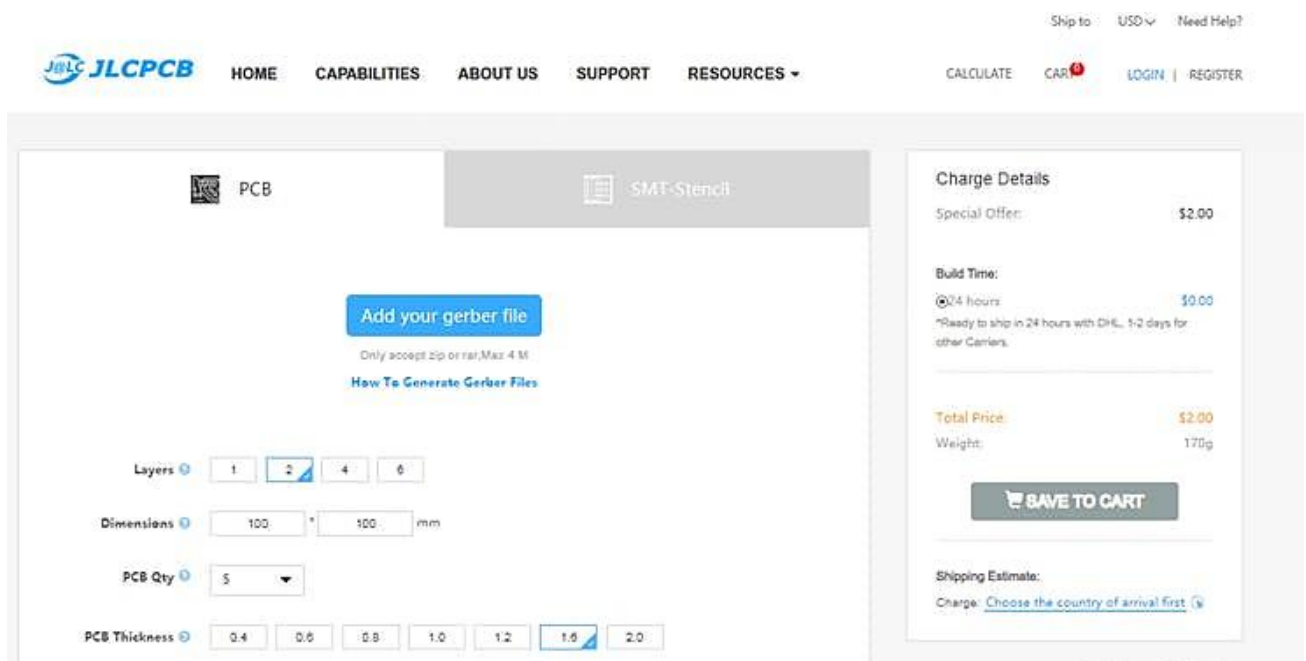 Ship to USD Need Help?
J@LC JLCPCB HOME CAPABILITIES ABOUT US SUPPORT RESOURCES CALCULATE CART 0 LOGIN | REGISTER
PCB
SMT-Stencil
Add your gerber file
Only accept zip or rar,Max 4 M
How To Generate Gerber Files
Layers 1 2 4 6
Dimensions 100 * 100 mm
PCB Qty 5
PCB Thickness 0.4 0.6 0.8 1.0 1.2 1.6 2.0
Charge Details
Special Offer: $2.00
Build Time:
24 hours $0.00
*Ready to ship in 24 hours with DHL, 1-2 days for
other Carriers.
Total Price: $2.00
Weight: 170g
SAVE TO CART
Shipping Estimate:
Charge: Choose the country of arrival first